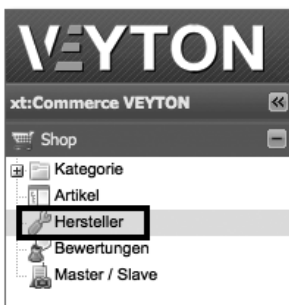 VEYTON
xt:Commerce VEYTON
Shop
Kategorie
Artikel
Hersteller
Bewertungen
Master / Slave